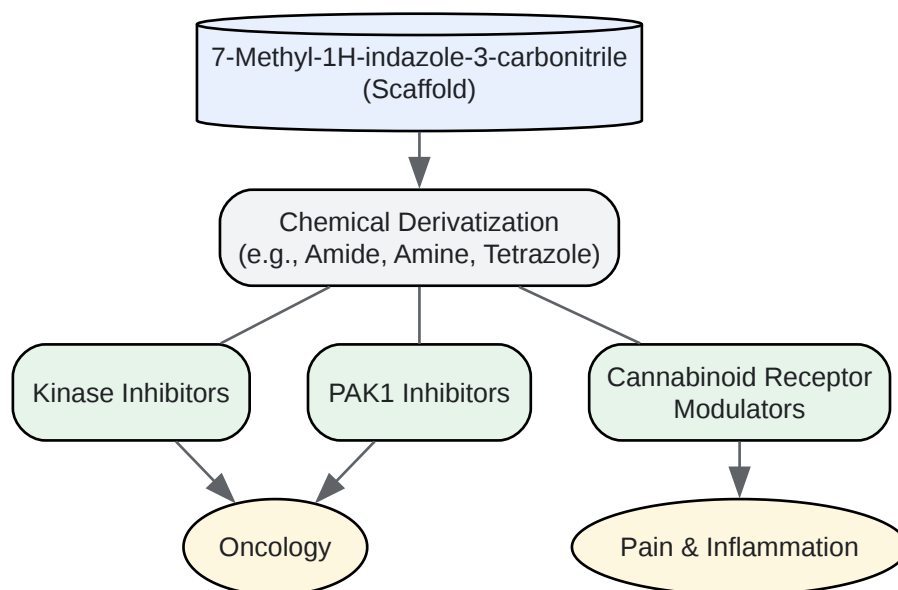 7-Methyl-1H-indazole-3-carbonitrile
(Scaffold)
Chemical Derivatization
(e.g., Amide, Amine, Tetrazole)
Kinase Inhibitors
PAK1 Inhibitors
Cannabinoid Receptor
Modulators
Oncology
Pain & Inflammation